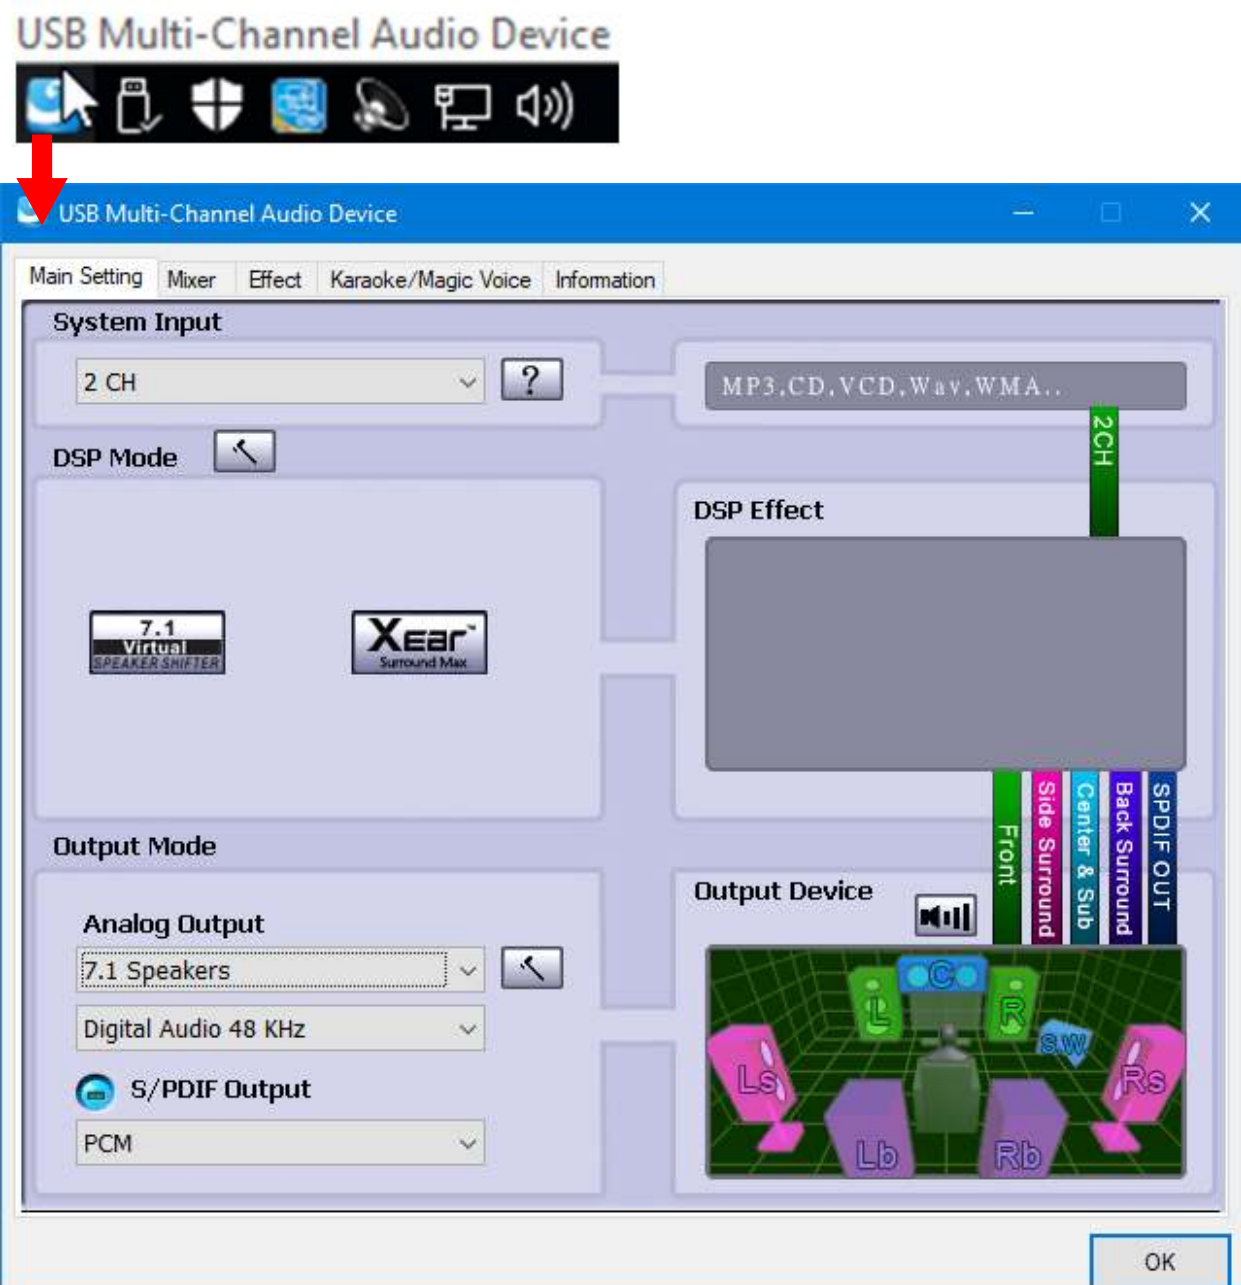 USB Multi-Channel Audio Device
USB Multi-Channel Audio Device
Main Setting Mixer Effect Karaoke/Magic Voice Information
System Input
2 CH ?
MP3,CD,VCD,Wav,WMA..
2CH
DSP Mode
7.1
Virtual
SPEAKER SHIFTER
Xear™
Surround Max
DSP Effect
Front
Side Surround
Center & Sub
Back Surround
SPDIF OUT
Output Mode
Analog Output
7.1 Speakers
Digital Audio 48 KHz
S/PDIF Output
PCM
Output Device
L C R
SW
Ls Rs
Lb Rb
OK